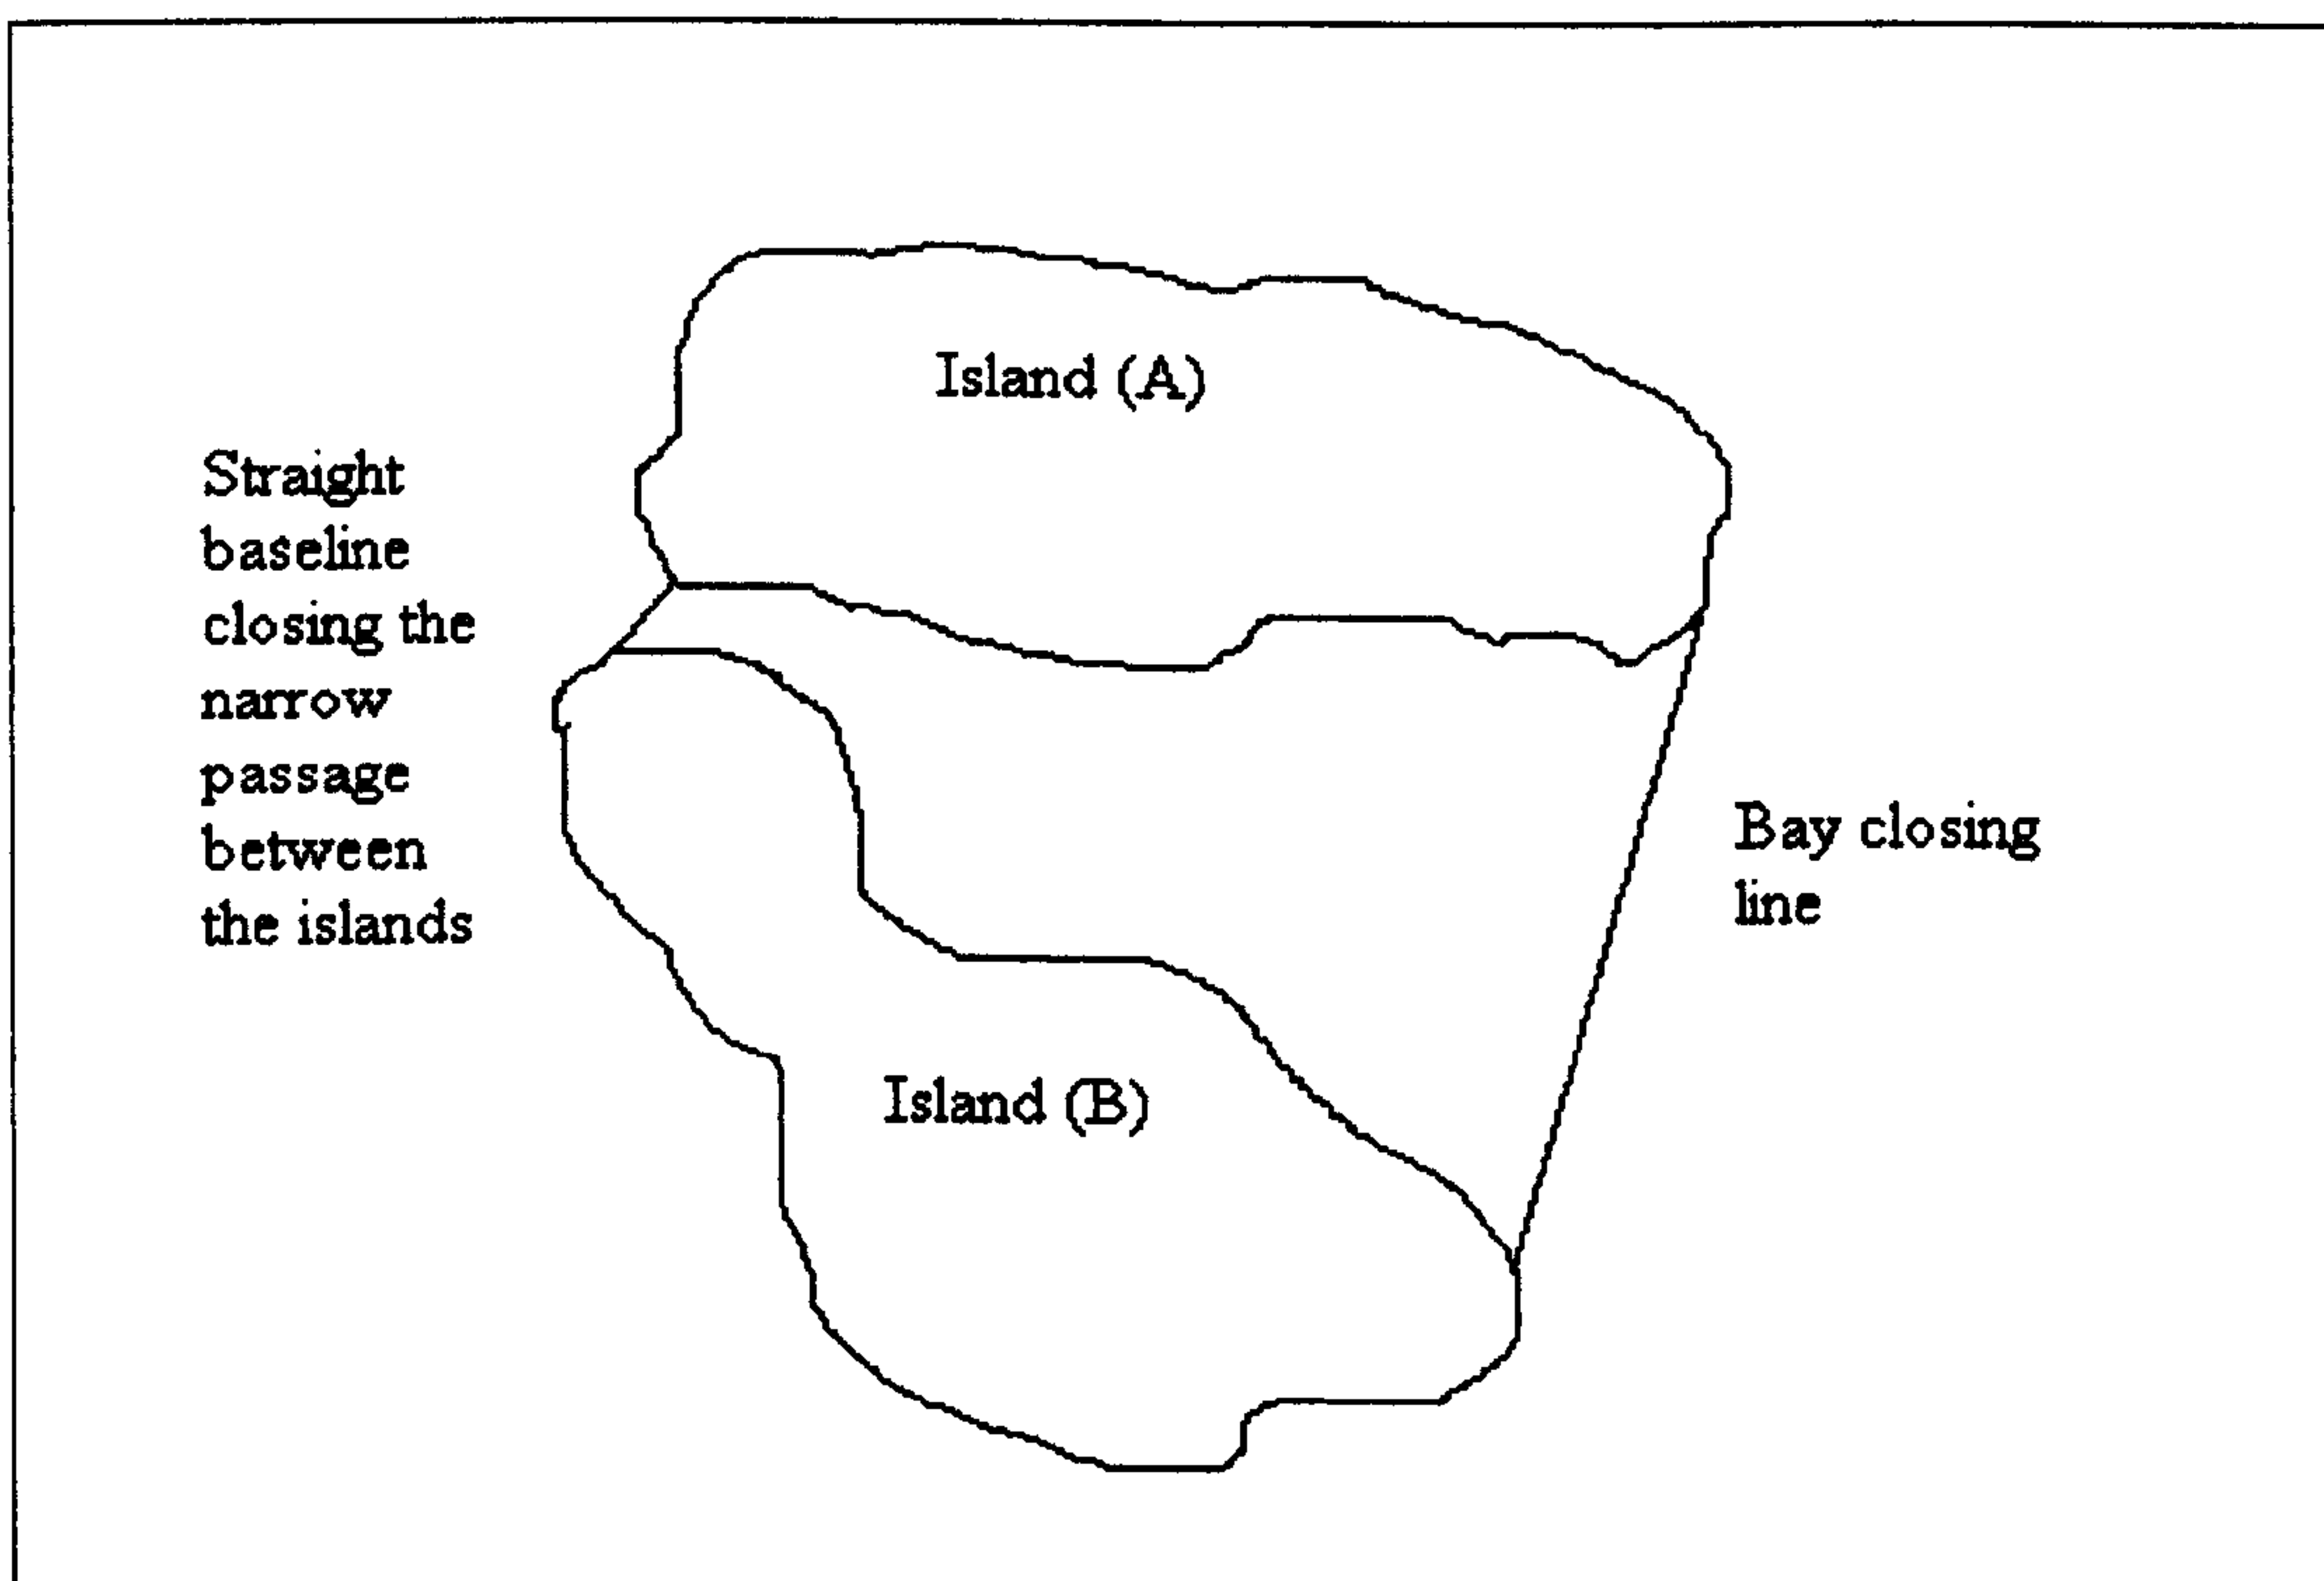 Island (A)
Straight
baseline
closing the
narrow
passage
between
the islands
Bay closing
line
Island (B)